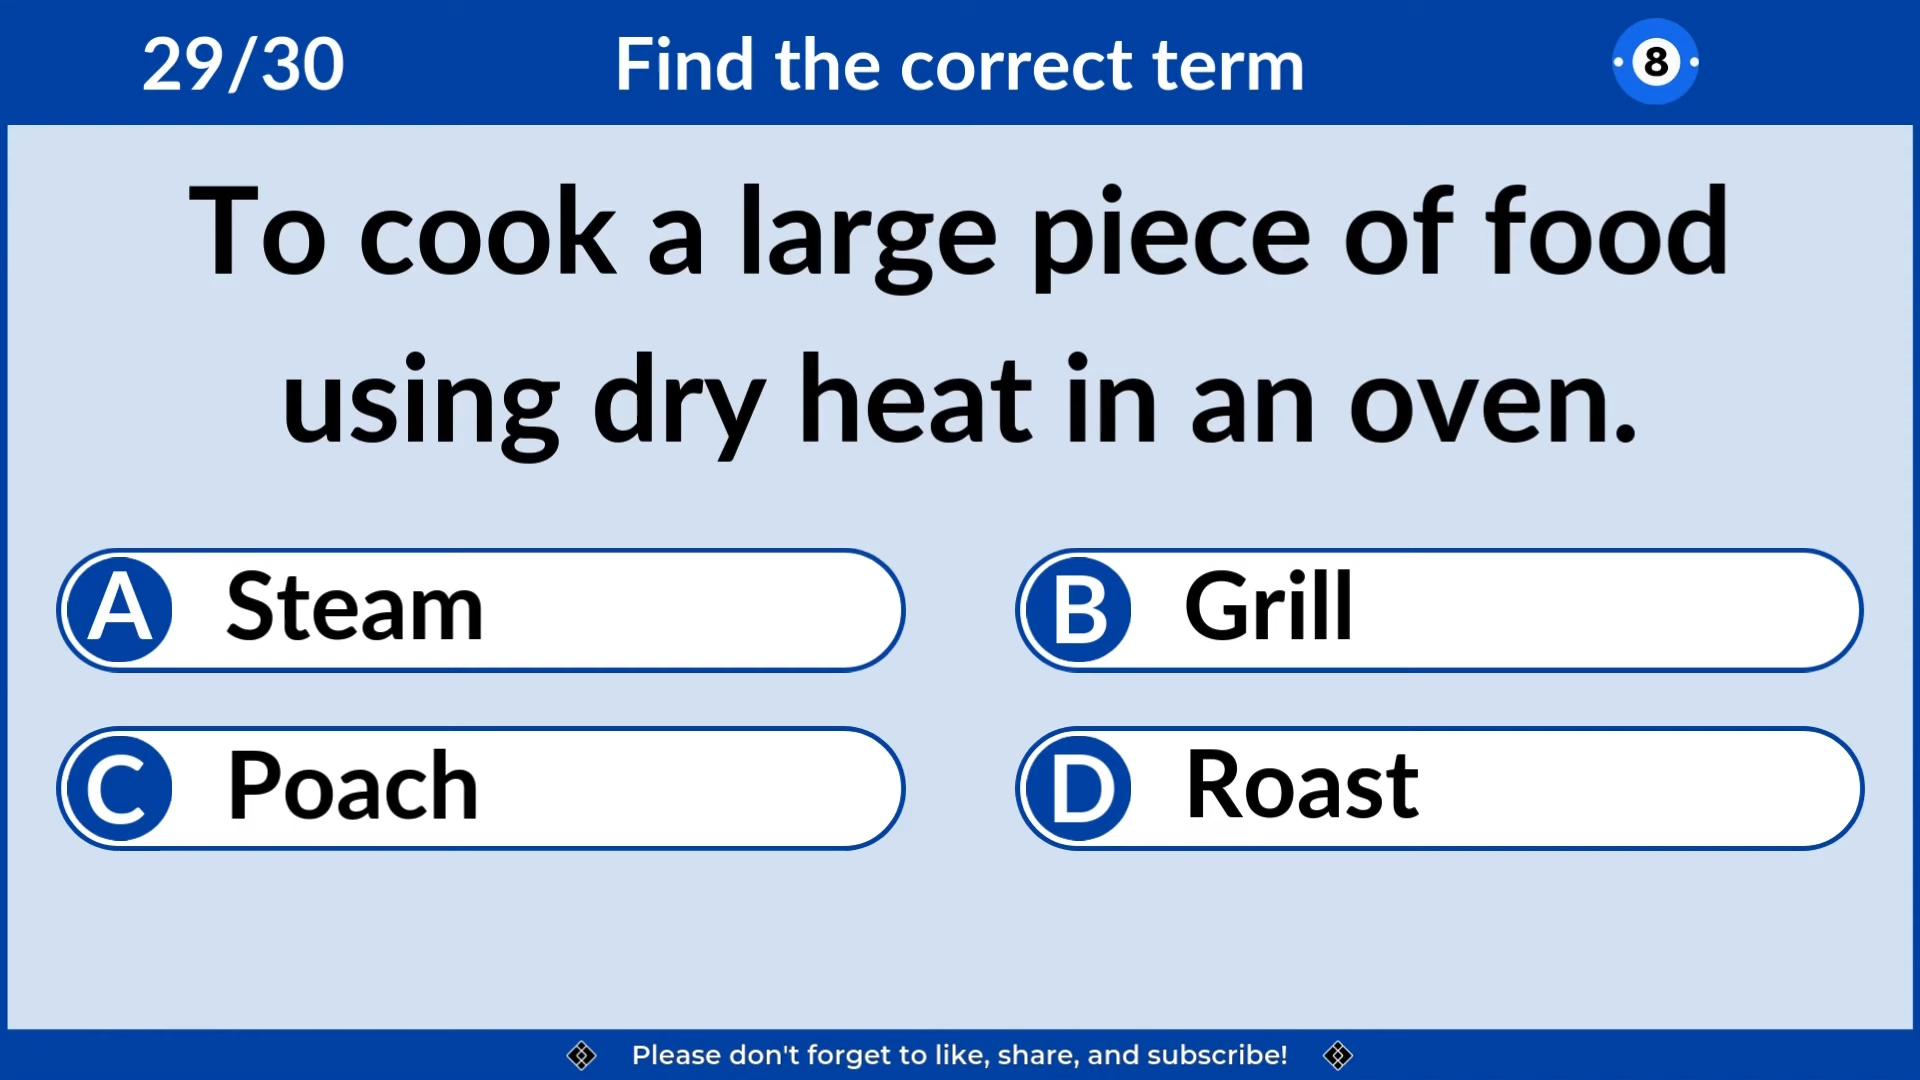 29/30
Find the correct term
8
To cook a large piece of food
using dry heat in an oven.
A Steam
B Grill
C Poach
D Roast
Please don't forget to like, share, and subscribe!